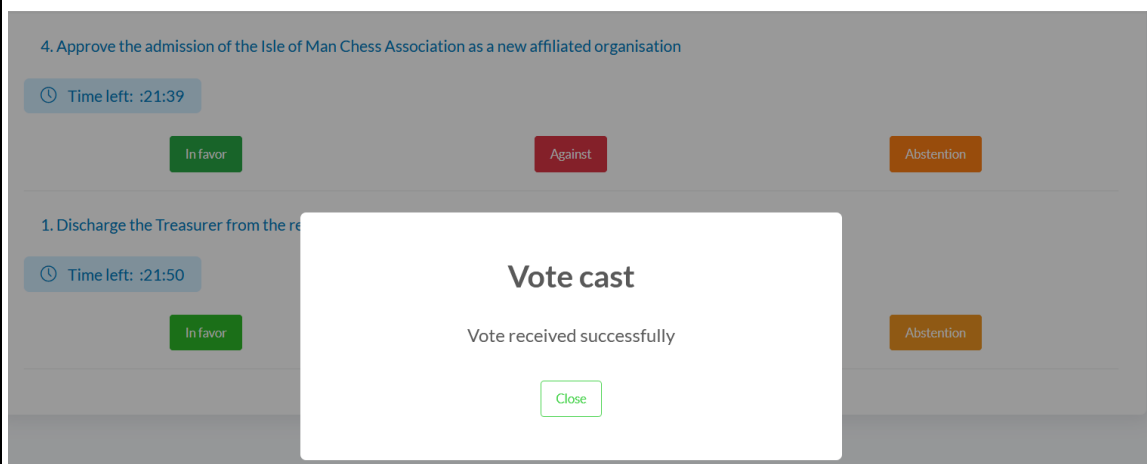 4. Approve the admission of the Isle of Man Chess Association as a new affiliated organisation
Time left: :21:39
In favor
Against
Abstention
1. Discharge the Treasurer from the
Time left: :21:50
In favor
Abstention
Vote cast
Vote received successfully
Close